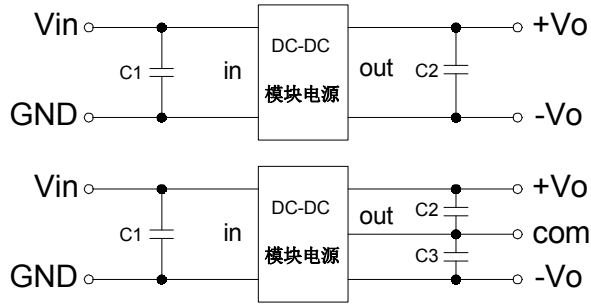 Vin
+Vo
DC-DC
C1
in
out
C2
模块电源
GND
-Vo
Vin
+Vo
DC-DC
out
C2
C1
in
com
模块电源
C3
GND
-Vo